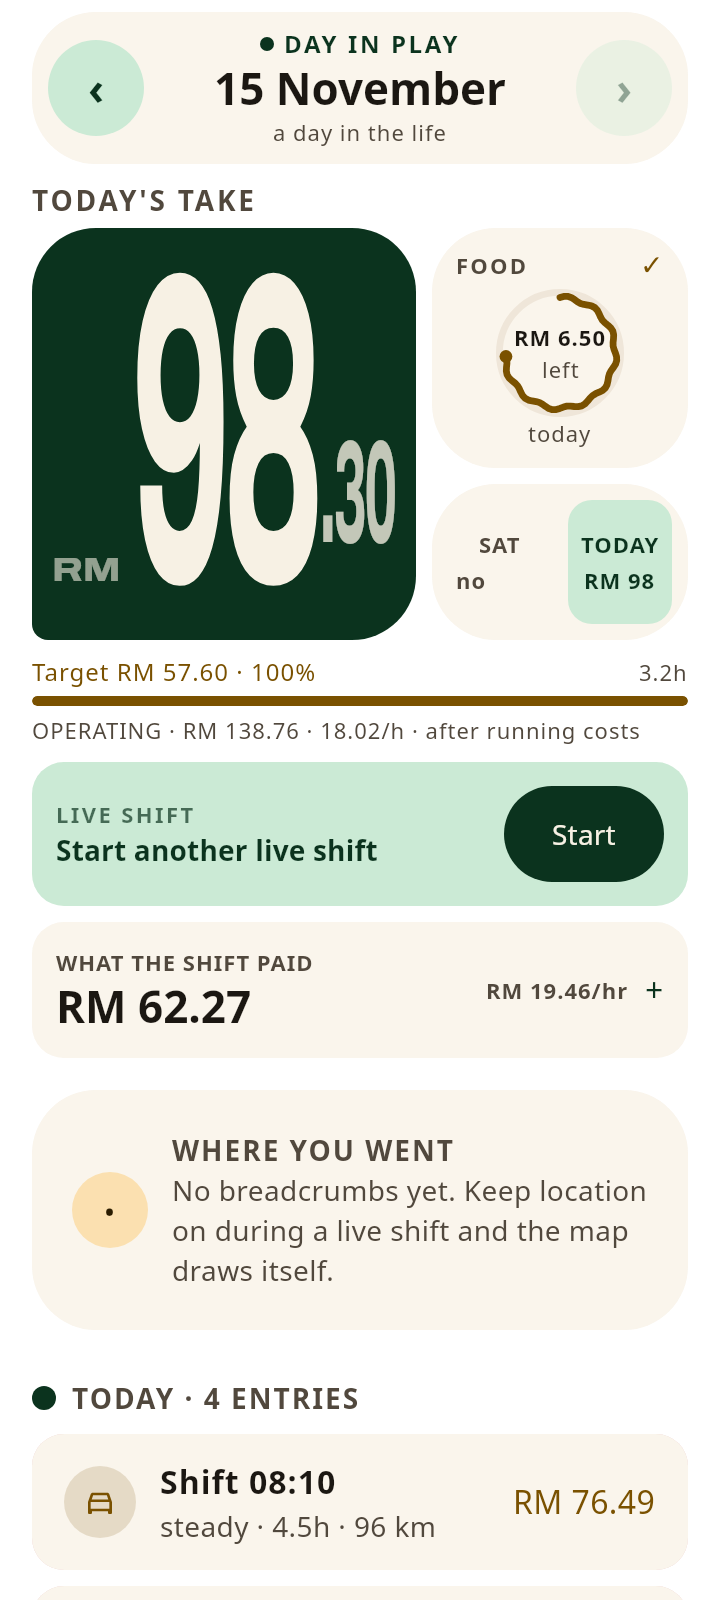 ‹
DAY IN PLAY
15 November
a day in the life
›
TODAY'S TAKE
RM 98.30
FOOD ✓
RM 6.50
left
today
SAT
no
TODAY
RM 98
Target RM 57.60 · 100%
3.2h
OPERATING · RM 138.76 · 18.02/h · after running costs
LIVE SHIFT
Start another live shift
Start
WHAT THE SHIFT PAID
RM 62.27
RM 19.46/hr +
WHERE YOU WENT
No breadcrumbs yet. Keep location
on during a live shift and the map
draws itself.
TODAY · 4 ENTRIES
Shift 08:10
steady · 4.5h · 96 km
RM 76.49